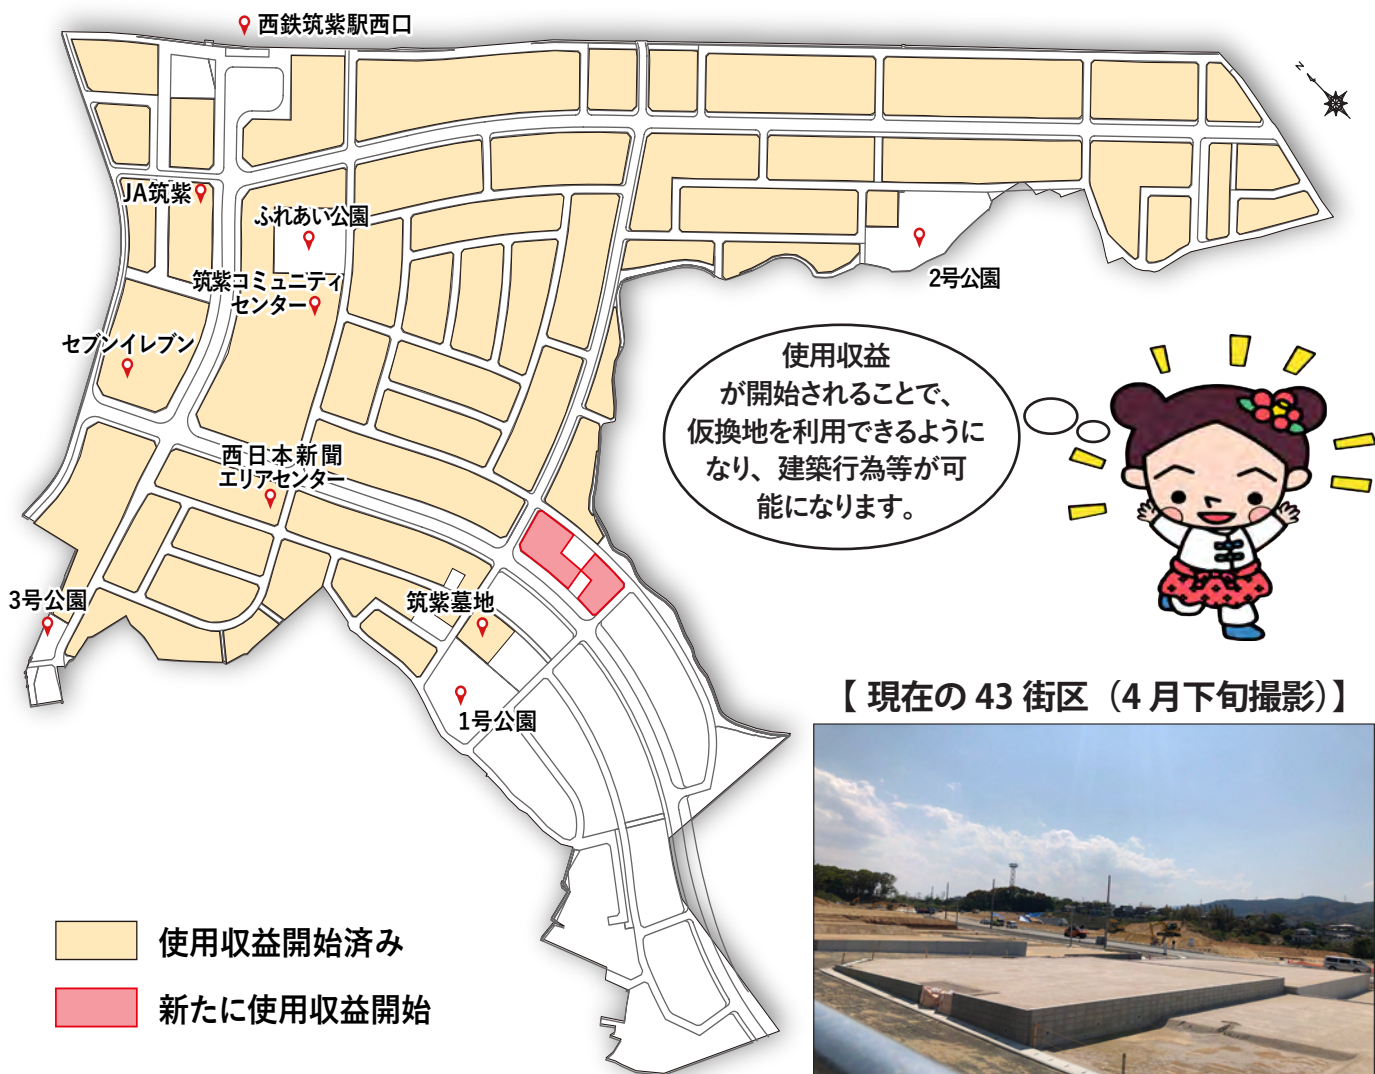 西鉄筑紫駅西口
N
JA筑紫
ふれあい公園
筑紫コミュニティ
センター
2号公園
セブンイレブン
使用収益
が開始されることで、
仮換地を利用できるように
なり、建築行為等が可
能になります。
西日本新聞
エリアセンター
3号公園
筑紫墓地
1号公園
【 現在の 43 街区（4 月下旬撮影）】
使用収益開始済み
新たに使用収益開始